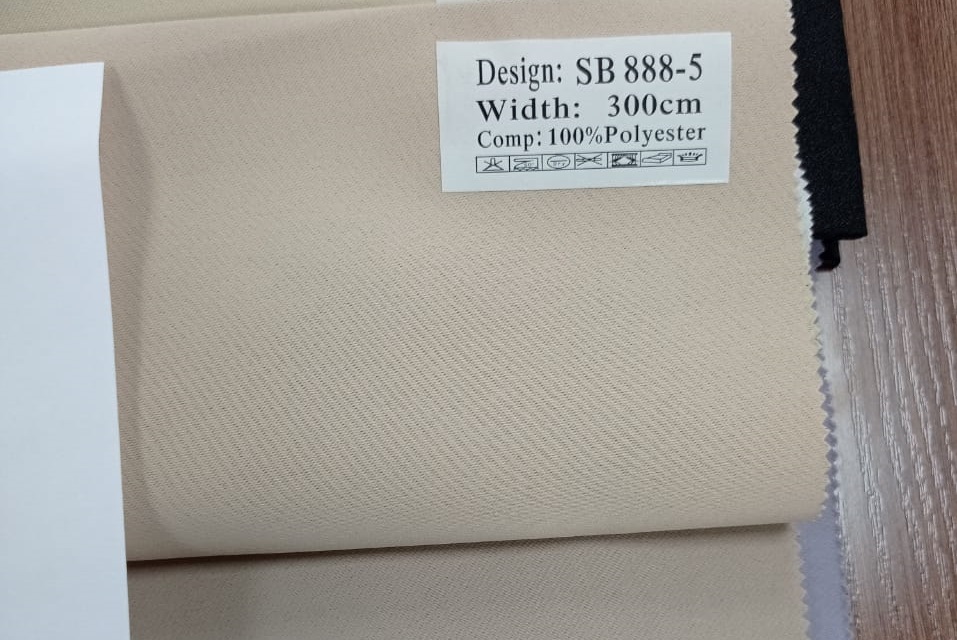 Design: SB 888-5
Width: 300cm
Comp: 100%Polyester